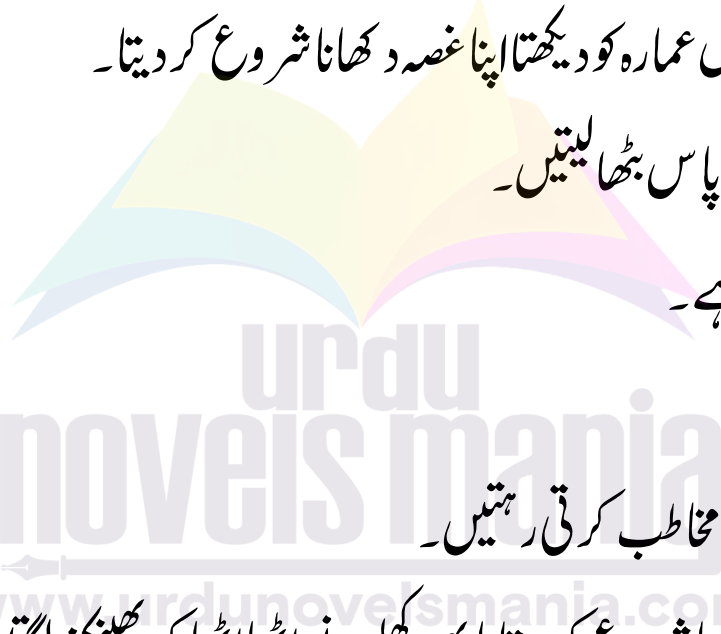 عمارہ کو دیکھتا اپنا غصہ دکھانا شروع کر دیتا۔
پاس بٹھا لیتیں۔
ہے۔
urdu
novels mania
مخاطب کرتی رہتیں۔
www.urdunovelsmania.co